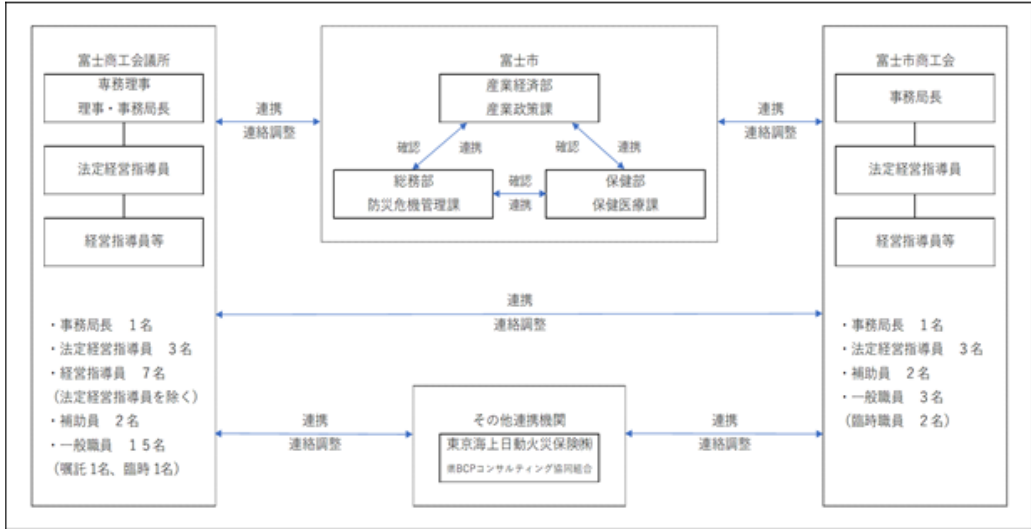 富士商工会議所
専務理事
理事・事務局長
法定経営指導員
経営指導員等
・事務局長　1名
・法定経営指導員　3名
・経営指導員　7名
(法定経営指導員を除く)
・補助員　2名
・一般職員　15名
(嘱託1名、臨時1名)
連携
連絡調整
富士市
産業経済部
産業政策課
確認
連携
確認
連携
総務部
防災危機管理課
確認
連携
保健部
保健医療課
連携
連絡調整
連携
連絡調整
連携
連絡調整
その他連携機関
東京海上日動火災保険㈱
BCPコンサルティング協同組合
連携
連絡調整
富士市商工会
事務局長
法定経営指導員
経営指導員等
・事務局長　1名
・法定経営指導員　3名
・補助員　2名
・一般職員　3名
(臨時職員　2名)